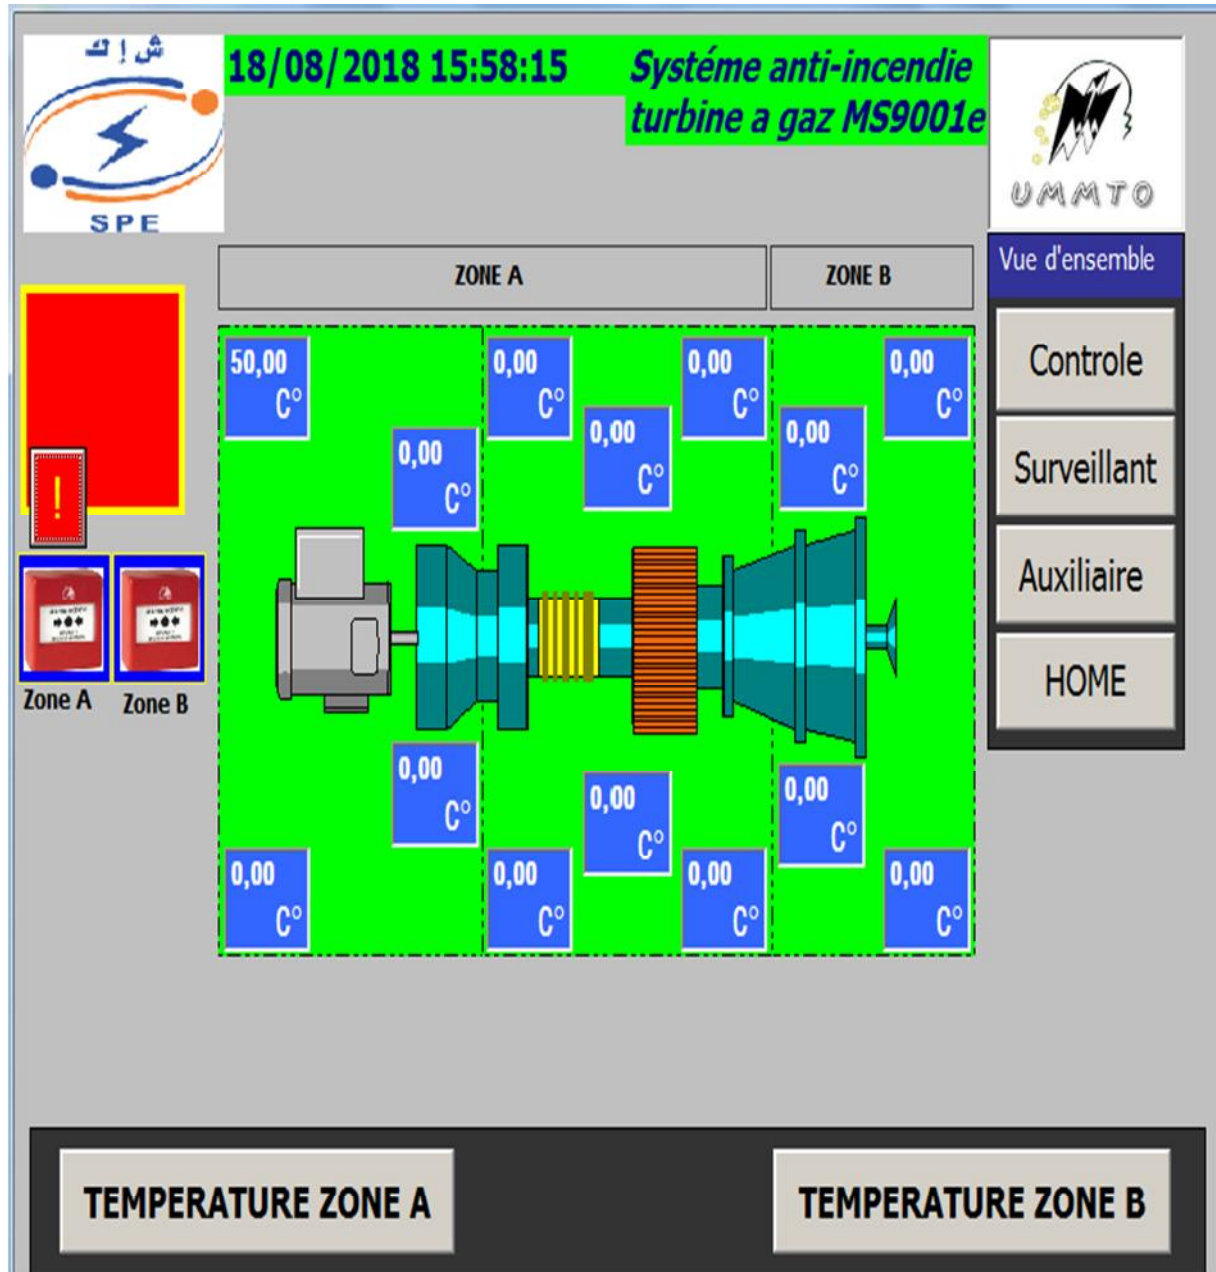 ش إ ك
SPE
18/08/2018 15:58:15
Systéme anti-incendie
turbine a gaz MS9001e
UMMTO
Vue d'ensemble
ZONE A
ZONE B
Controle
Surveillant
Auxiliaire
HOME
50,00
C°
0,00
C°
0,00
C°
0,00
C°
0,00
C°
0,00
C°
0,00
C°
0,00
C°
!
Zone A
Zone B
0,00
C°
0,00
C°
0,00
C°
0,00
C°
0,00
C°
0,00
C°
0,00
C°
0,00
C°
TEMPERATURE ZONE A
TEMPERATURE ZONE B